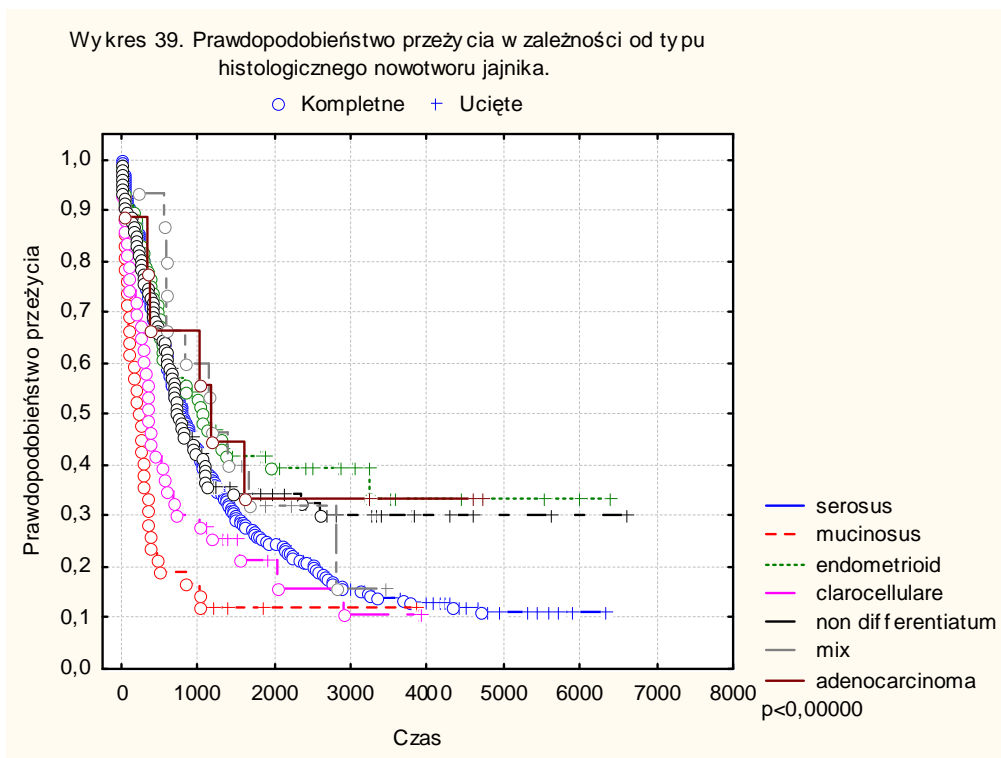 Wykres 39. Prawdopodobieństwo przeżycia w zależności od typu
histologicznego nowotworu jajnika.
Kompletne Ucięte
Prawdopodobieństwo przeżycia
1,0
0,9
0,8
0,7
0,6
0,5
0,4
0,3
0,2
0,1
0,0
0 1000 2000 3000 4000 5000 6000 7000 8000
Czas
serosus
mucinosus
endometrioid
clarocellulare
non differentiatum
mix
adenocarcinoma
p<0,00000